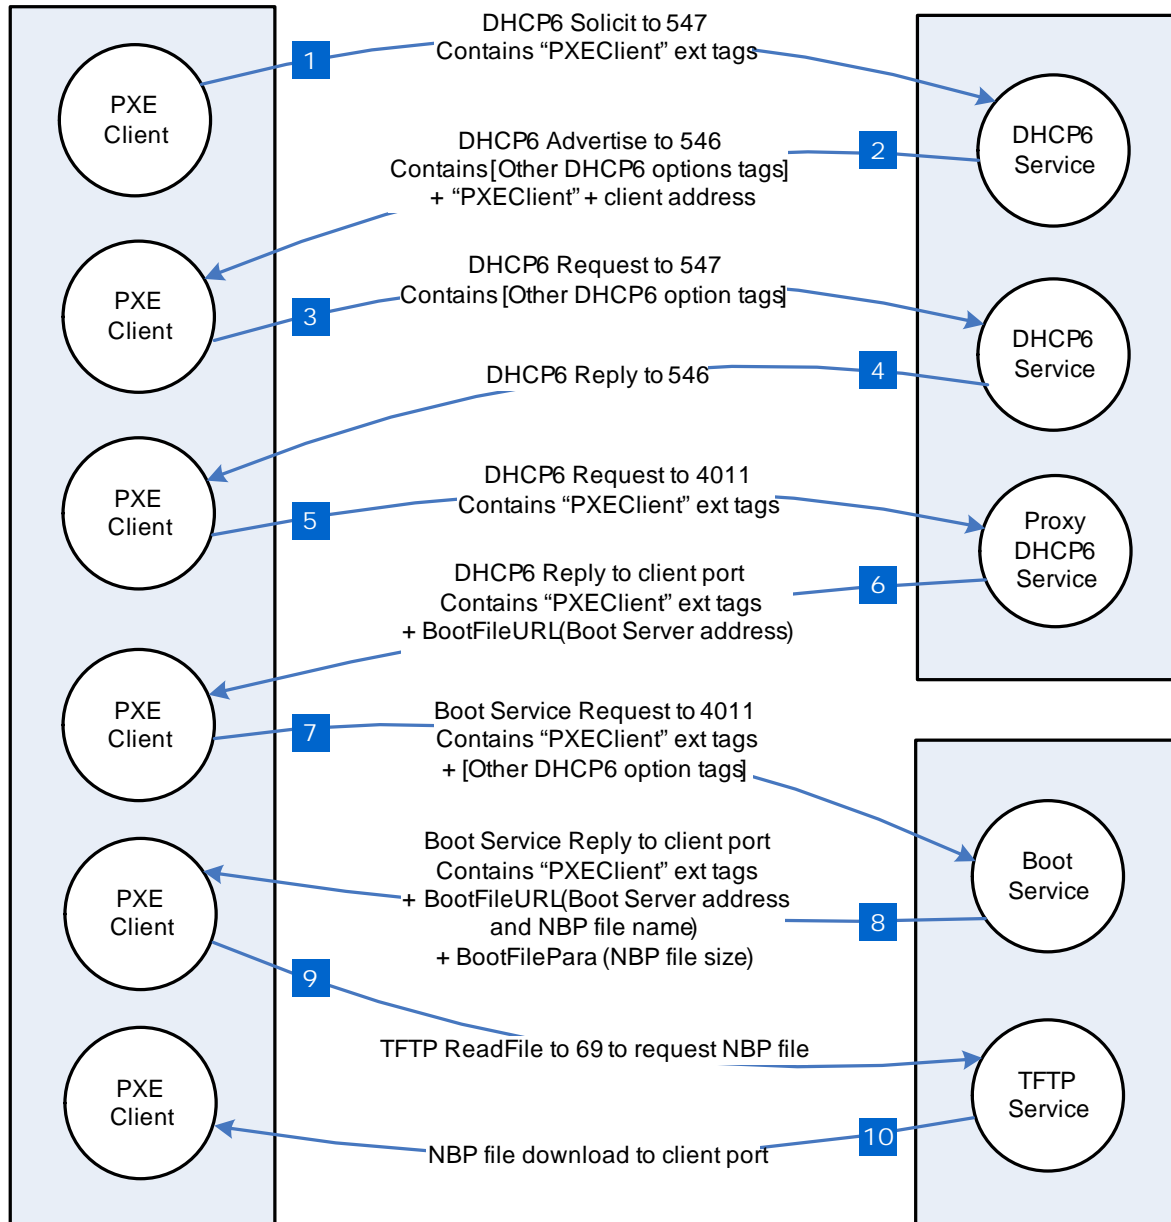 DHCP6 Solicit to 547
Contains “PXEClient” ext tags
1
PXE
Client
DHCP6
Service
DHCP6 Advertise to 546
Contains [Other DHCP6 options tags]
+ “PXEClient” + client address
2
DHCP6 Request to 547
Contains [Other DHCP6 option tags]
3
PXE
Client
DHCP6
Service
DHCP6 Reply to 546
4
PXE
Client
DHCP6 Request to 4011
Contains “PXEClient” ext tags
5
Proxy
DHCP6
Service
DHCP6 Reply to client port
Contains “PXEClient” ext tags
+ BootFileURL(Boot Server address)
6
PXE
Client
Boot Service Request to 4011
Contains “PXEClient” ext tags
+ [Other DHCP6 option tags]
7
Boot Service Reply to client port
Contains “PXEClient” ext tags
+ BootFileURL(Boot Server address
and NBP file name)
+ BootFilePara (NBP file size)
8
PXE
Client
Boot
Service
9
TFTP ReadFile to 69 to request NBP file
PXE
Client
TFTP
Service
10
NBP file download to client port